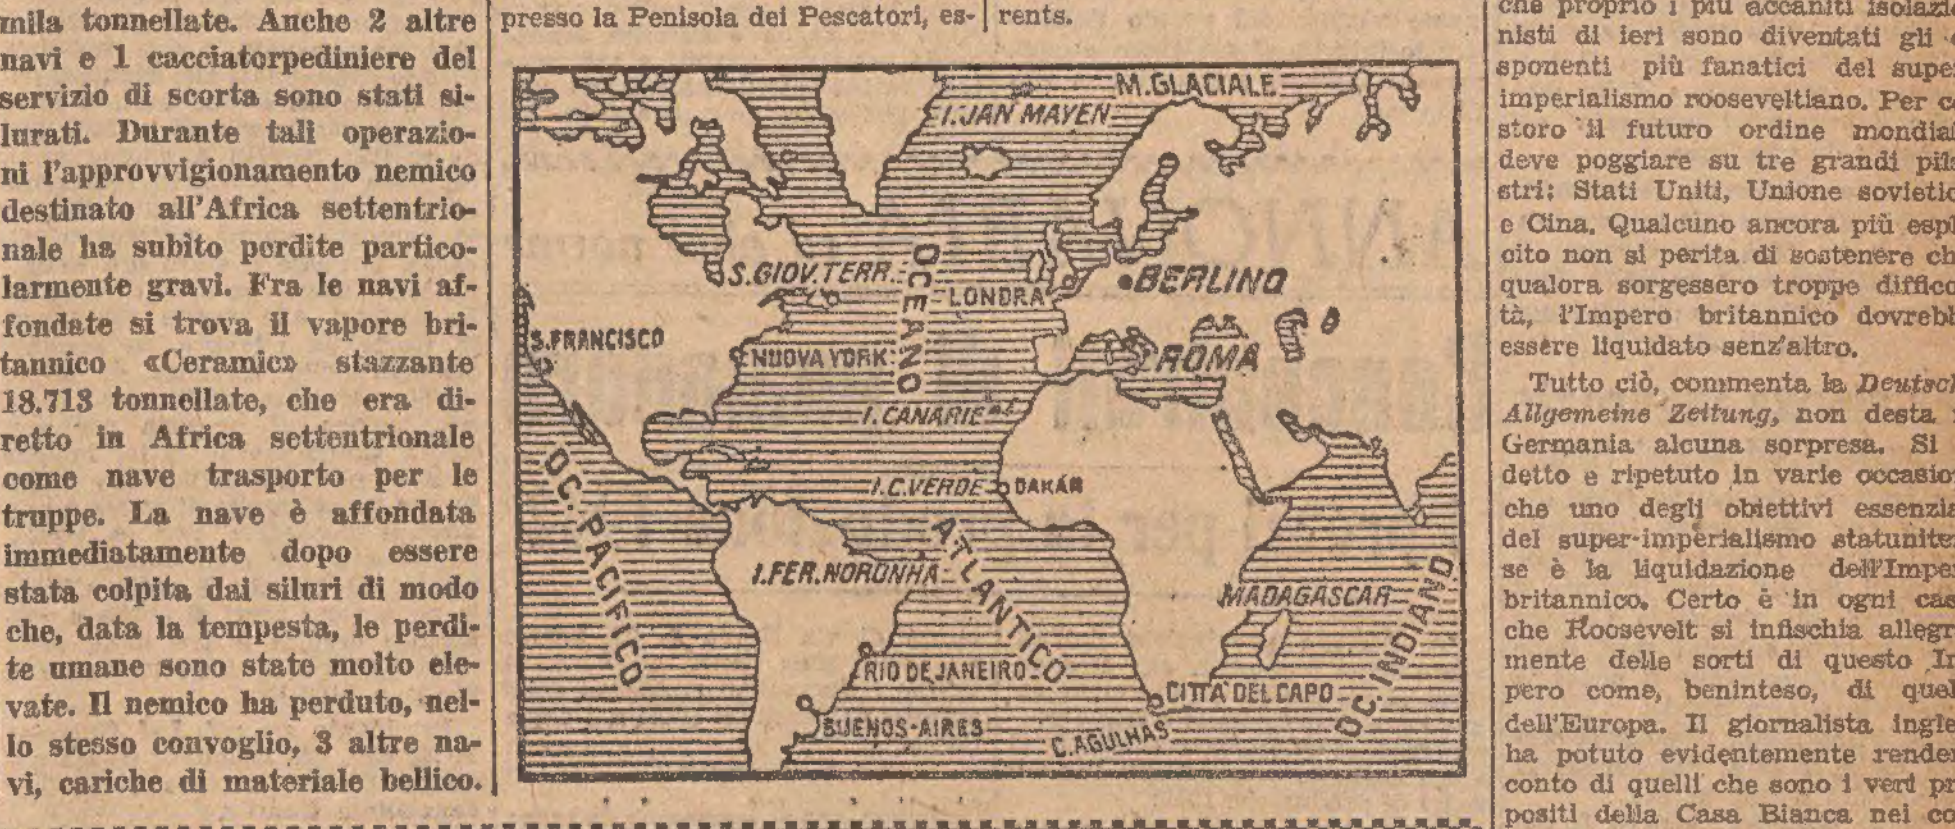 mila tonnellate. Anche 2 altre
navi e 1 cacciatorpediniere del
servizio di scorta sono stati si-
lurati. Durante tali operazio-
ni l'approvvigionamento nemico
destinato all'Africa settentrio-
nale ha subito perdite partico-
larmente gravi. Fra le navi af-
fondate si trova il vapore bri-
tannico «Ceramic» stazzante
18.713 tonnellate, che era di-
retto in Africa settentrionale
come nave trasporto per le
truppe. La nave è affondata
immediatamente dopo essere
stata colpita dai siluri di modo
che, data la tempesta, le perdi-
te umane sono state molto ele-
vate. Il nemico ha perduto, nel-
lo stesso convoglio, 3 altre na-
vi, cariche di materiale bellico.
presso la Penisola dei Pescatori, es-
rents.
M. GLACIALE
I. JAN MAYEN
S. GIOV. TERR.
OCEANO
LONDRA
BERLINO
S. FRANCISCO
NUOVA YORK
ROMA
I. CANARIE
OC. PACIFICO
I. C. VERDE
DAKAR
ATLANTICO
I. FER. NORONHA
MADAGASCAR
OC. INDIANO
RIO DE JANEIRO
CITTA DEL CAPO
BUENOS-AIRES
C. AGULHAS
che proprio i più accaniti isolazio
nisti di ieri sono diventati gli
sponenti più fanatici del super
imperialismo rooseveltiano. Per c
storo il futuro ordine mondial
deve poggiare su tre grandi pila
stri: Stati Uniti, Unione sovietic
e Cina. Qualcuno ancora più espl
cito non si perita di sostenere ch
qualora sorgessero troppe diffico
tà, l'Impero britannico dovrebb
essere liquidato senz'altro.
Tutto ciò, commenta la Deutsch
Allgemeine Zeitung, non desta
Germania alcuna sorpresa. Si
detto e ripetuto in varie occasio
che uno degli obiettivi essenzia
del super-imperialismo statuniten
se è la liquidazione dell'Imper
britannico. Certo è in ogni cas
che Roosevelt si infischia allegr
mente delle sorti di questo Im
pero come, beninteso, di quel
dell'Europa. Il giornalista ingle
ha potuto evidentemente render
conto di quelli che sono i veri pr
positi della Casa Bianca nei co